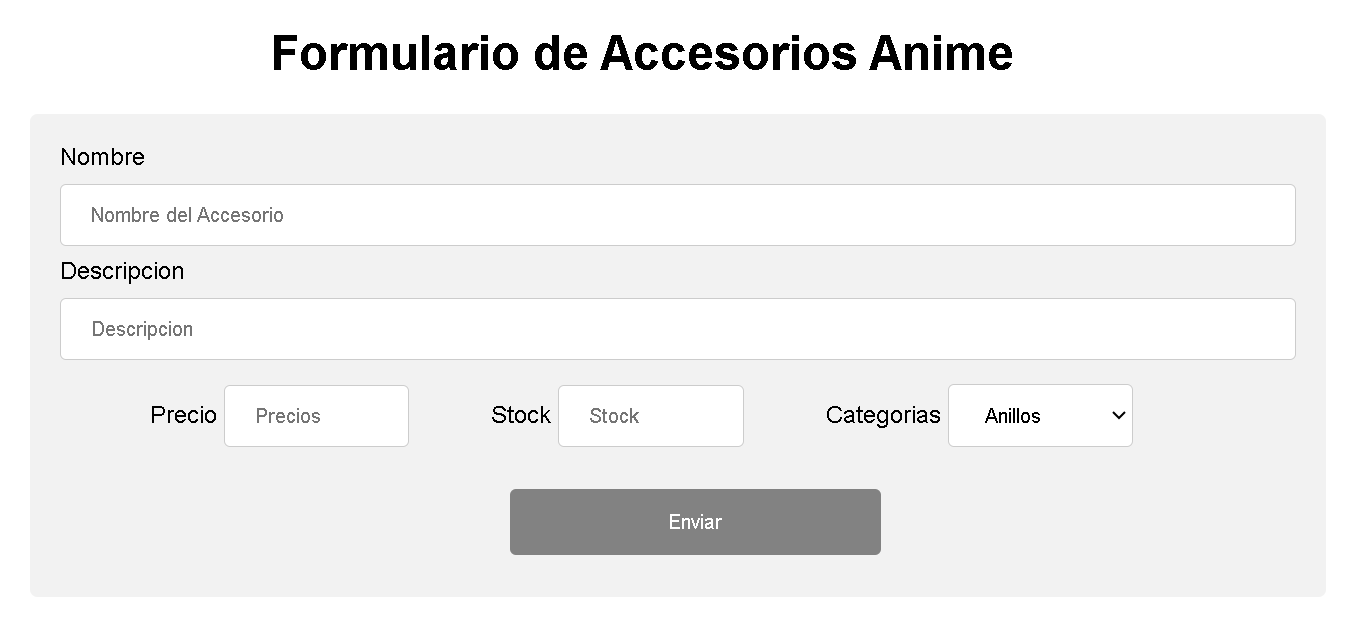 Formulario de Accesorios Anime
Nombre
Nombre del Accesorio
Descripcion
Descripcion
Precio Precios Stock Stock Categorias Anillos
Enviar